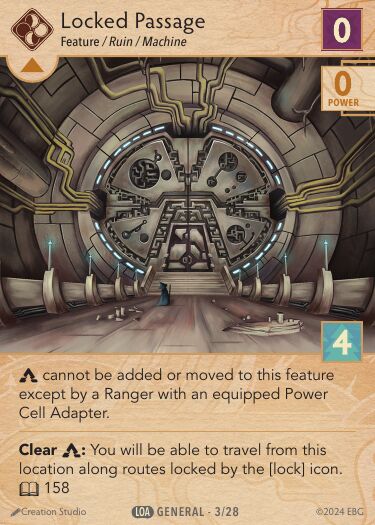 Locked Passage
0
Feature / Ruin / Machine
0
POWER
4
cannot be added or moved to this feature
except by a Ranger with an equipped Power
Cell Adapter.
Clear : You will be able to travel from this
location along routes locked by the [lock] icon.
158
Creation Studio
LOA GENERAL - 3/28
©2024 EBG